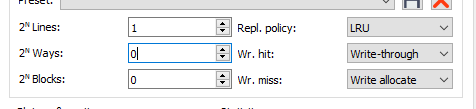 Preset:
2^N Lines: 1 Repl. policy: LRU
2^N Ways: 0 Wr. hit: Write-through
2^N Blocks: 0 Wr. miss: Write allocate